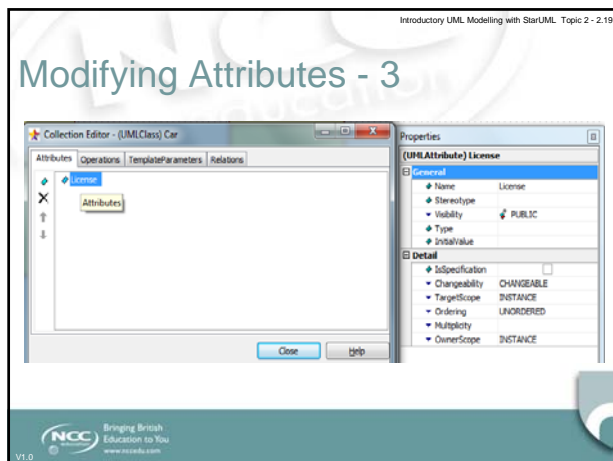 Introductory UML Modelling with StarUML Topic 2 - 2.19
Modifying Attributes - 3
Collection Editor - (UMLClass) Car
Attributes Operations TemplateParameters Relations
License
Attributes
Close Help
Properties
(UMLAttribute) License
General
Name License
Stereotype
Visibility PUBLIC
Type
InitialValue
Detail
IsSpecification
Changeability CHANGEABLE
TargetScope INSTANCE
Ordering UNORDERED
Multiplicity
OwnerScope INSTANCE
NCC
education
Bringing British
Education to You
www.nccedu.com
V1.0